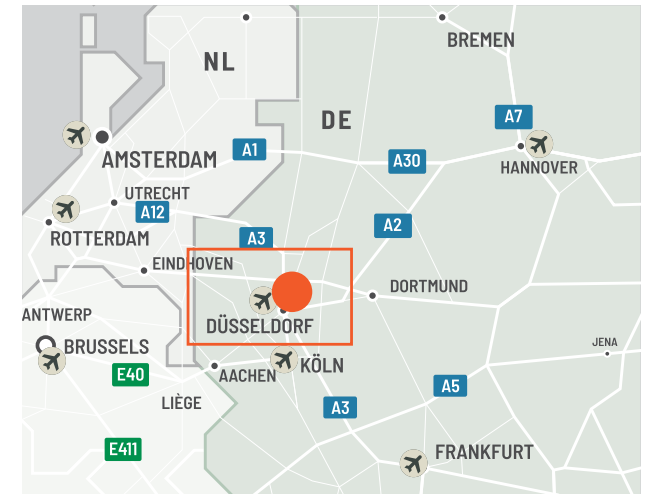 BREMEN
NL
A7
DE
AMSTERDAM
A1
A30
HANNOVER
UTRECHT
A12
A2
ROTTERDAM
A3
EINDHOVEN
DORTMUND
ANTWERP
DÜSSELDORF
BRUSSELS
JENA
KÖLN
E40
AACHEN
A5
LIÈGE
A3
E411
FRANKFURT